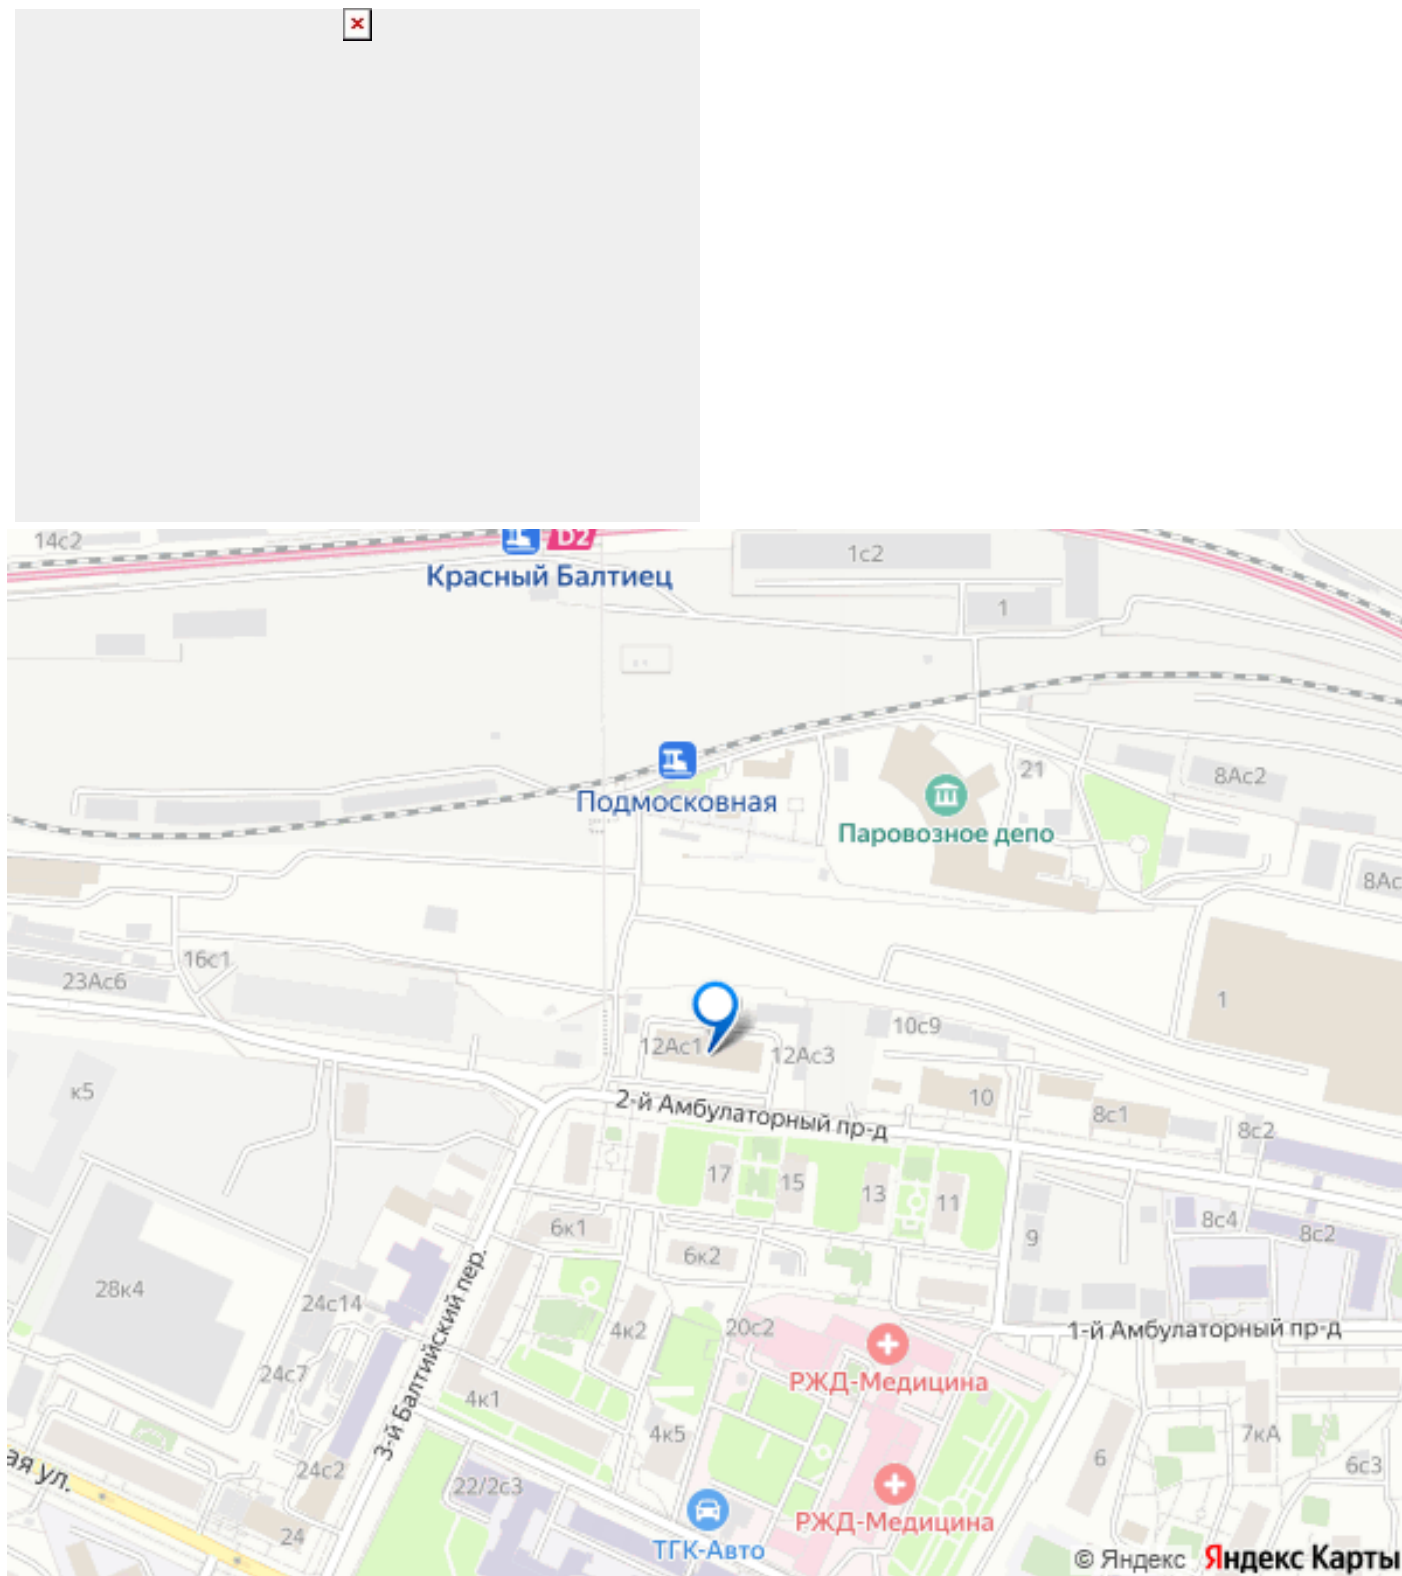 14с2
D2
Красный Балтиец
1с2
1
Подмосковная
21
8Ас2
Паровозное депо
8Ас
16с1
23Ас6
1
10с9
12Ас1
12Ас3
к5
2-й Амбулаторный пр-д
10
8с1
8с2
17
15
13
11
6к1
6к2
9
8с4
8с2
28к4
24с14
3-й Балтийский пер.
4к2
20с2
1-й Амбулаторный пр-д
РЖД-Медицина
24с7
4к1
4к5
7кА
6
6с3
ая ул.
24с2
22/2с3
РЖД-Медицина
24
ТГК-Авто
© Яндекс Яндекс Карты